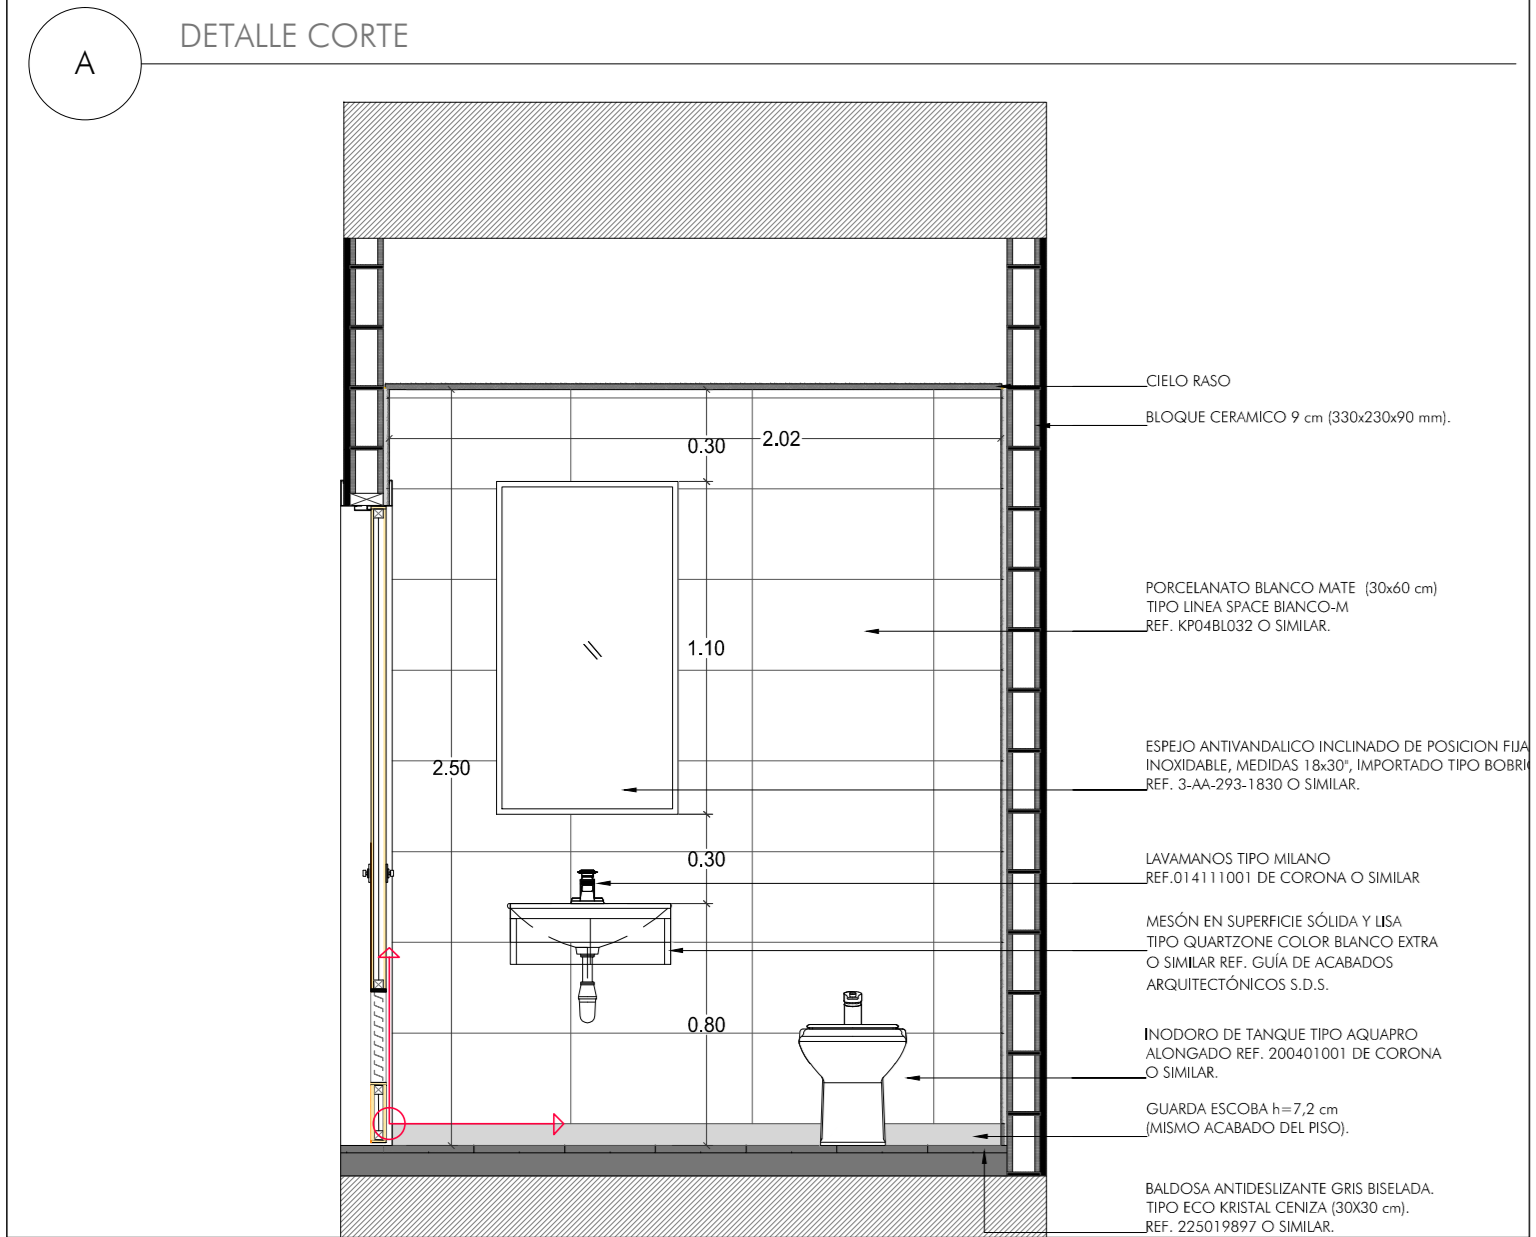 A
DETALLE CORTE
CIELO RASO
BLOQUE CERAMICO 9 cm (330x230x90 mm).
0.30
2.02
PORCELANATO BLANCO MATE (30x60 cm)
TIPO LINEA SPACE BIANCO-M
REF. KP04BL032 O SIMILAR.
1.10
2.50
ESPEJO ANTIVANDALICO INCLINADO DE POSICION FIJA
INOXIDABLE, MEDIDAS 18x30", IMPORTADO TIPO
REF. 3-AA-293-1830 O SIMILAR.
0.30
LAVAMANOS TIPO MILANO
REF.014111001 DE CORONA O SIMILAR
MESÓN EN SUPERFICIE SÓLIDA Y LISA
TIPO QUARTZONE COLOR BLANCO EXTRA
O SIMILAR REF. GUÍA DE ACABADOS
ARQUITECTÓNICOS S.D.S.
0.80
INODORO DE TANQUE TIPO AQUAPRO
ALONGADO REF. 200401001 DE CORONA
O SIMILAR.
GUARDA ESCOBA h=7,2 cm
(MISMO ACABADO DEL PISO).
BALDOSA ANTIDESLIZANTE GRIS BISELADA.
TIPO ECO KRISTAL CENIZA (30X30 cm).
REF. 225019897 O SIMILAR.